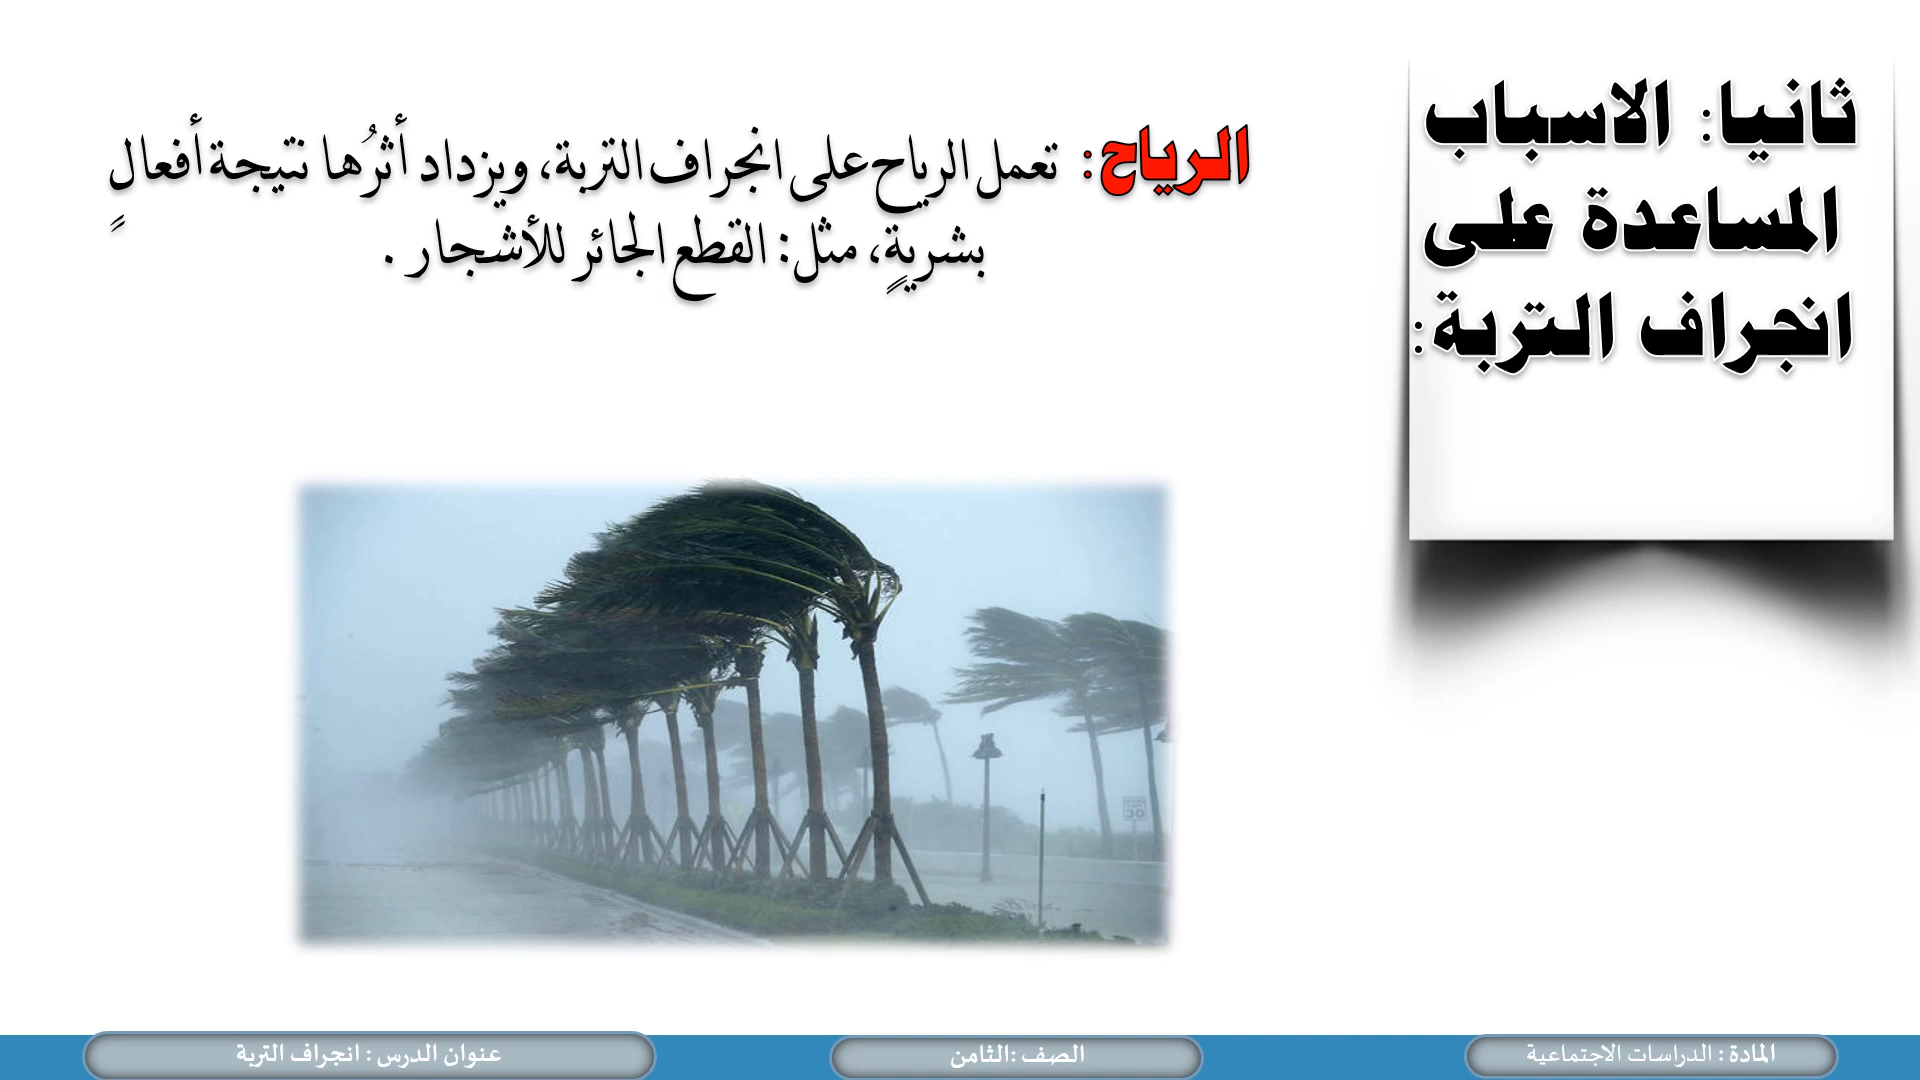 ثانيا: الاسباب
المساعدة على
انجراف التربة:
الرياح: تعمل الرياح على انجراف التربة، ويزداد أثرُها نتيجة أفعالٍ
بشريةٍ، مثل: القطع الجائر للأشجار .
30
المادة : الدراسات الاجتماعية
الصف :الثامن
عنوان الدرس : انجراف التربة